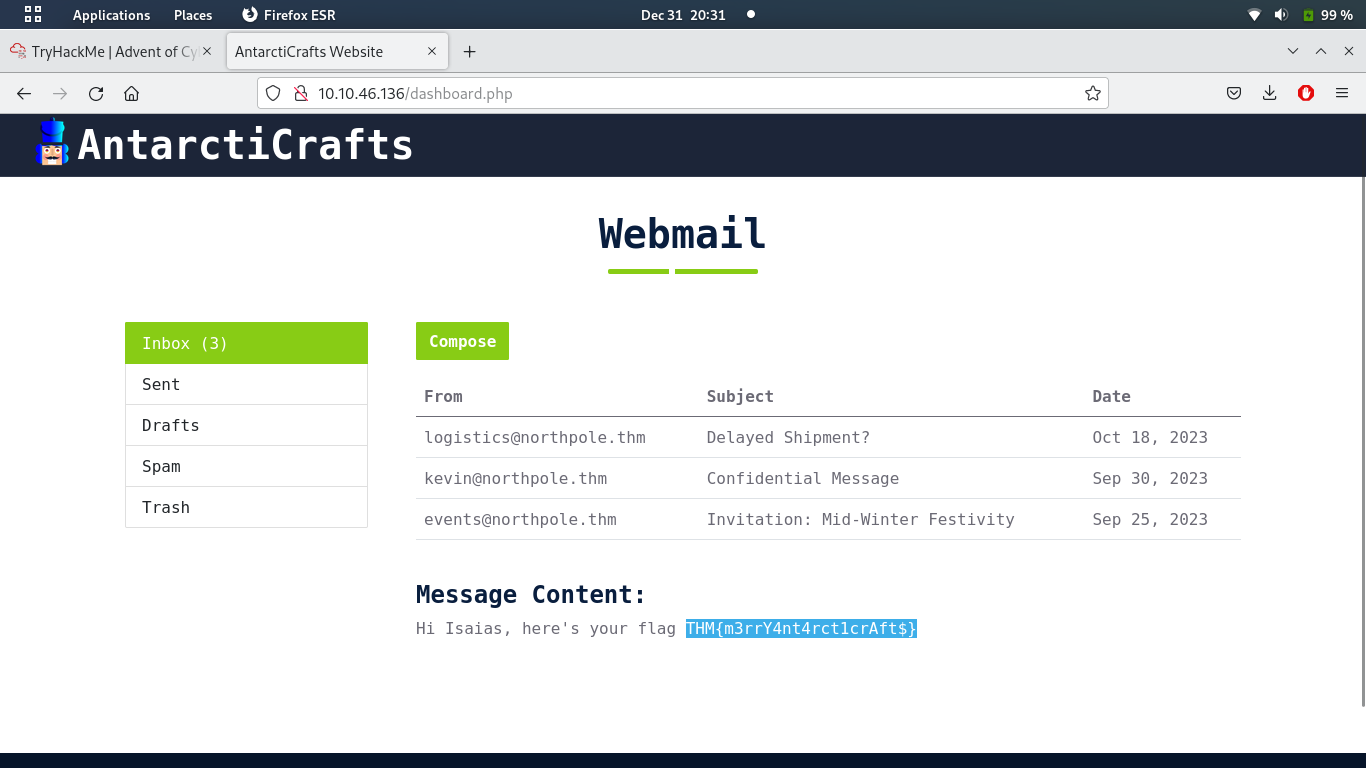 Applications Places Firefox ESR Dec 31 20:31 99 %
TryHackMe | Advent of Cy AntarctiCrafts Website
10.10.46.136/dashboard.php
AntarctiCrafts
Webmail
Inbox (3)
Sent
Drafts
Spam
Trash
Compose
From Subject Date
logistics@northpole.thm Delayed Shipment? Oct 18, 2023
kevin@northpole.thm Confidential Message Sep 30, 2023
events@northpole.thm Invitation: Mid-Winter Festivity Sep 25, 2023
Message Content:
Hi Isaias, here's your flag THM{m3rrY4nt4rct1crAft$}